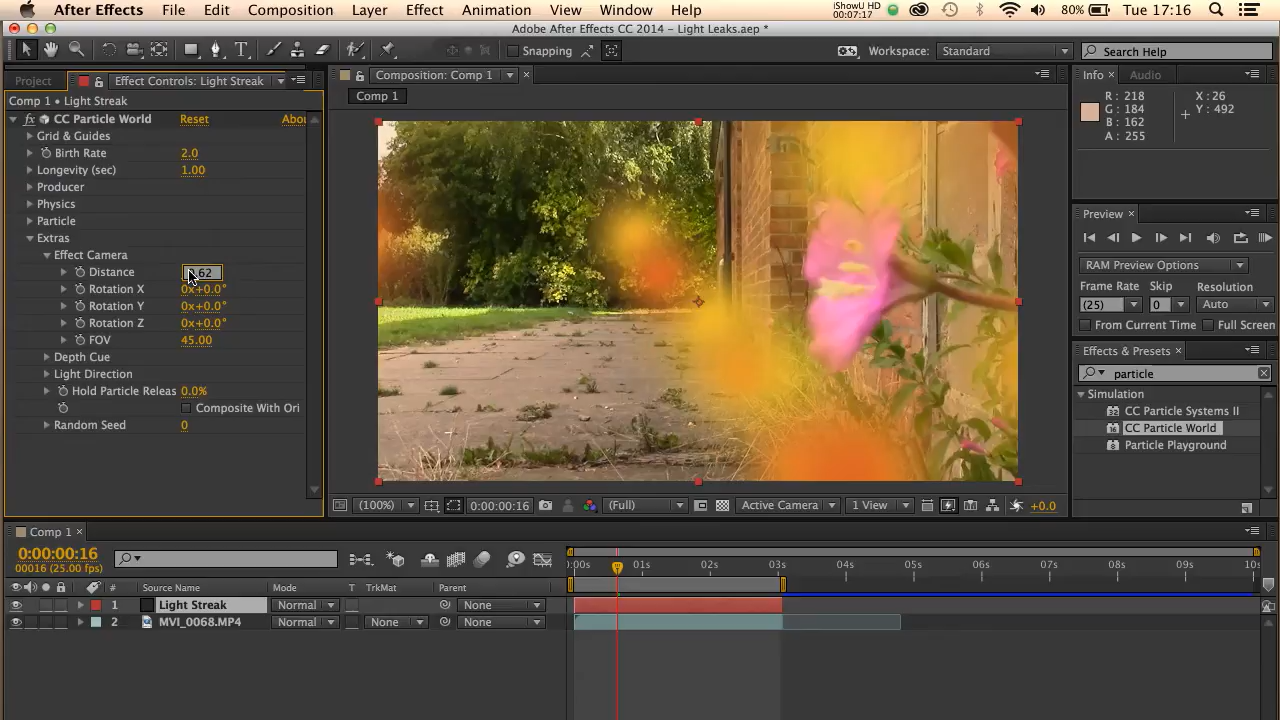 After Effects File Edit Composition Layer Effect Animation View Window Help iShowU HD 00:07:17 80% Tue 17:16
Adobe After Effects CC 2014 – Light Leaks.aep *
Snapping Workspace: Standard Search Help
Project Effect Controls: Light Streak Composition: Comp 1 Info Audio
Comp 1 • Light Streak
Comp 1
CC Particle World Reset Abou
Grid & Guides
Birth Rate 2.0
Longevity (sec) 1.00
Producer
Physics
Particle
Extras
Effect Camera
Distance .62
Rotation X 0x+0.0°
Rotation Y 0x+0.0°
Rotation Z 0x+0.0°
FOV 45.00
Depth Cue
Light Direction
Hold Particle Releas 0.0%
Composite With Ori
Random Seed 0
(100%) 0:00:00:16 (Full) Active Camera 1 View +0.0
R: 218 X: 26
G: 184 Y: 492
B: 162
A: 255
Preview
RAM Preview Options
Frame Rate Skip Resolution
(25) 0 Auto
From Current Time Full Screen
Effects & Presets
particle
Simulation
CC Particle Systems II
CC Particle World
Particle Playground
Comp 1
0:00:00:16
00016 (25.00 fps)
:00s 01s 02s 03s 04s 05s 06s 07s 08s 09s 10s
# Source Name Mode T TrkMat Parent
1 Light Streak Normal None
2 MVI_0068.MP4 Normal None None